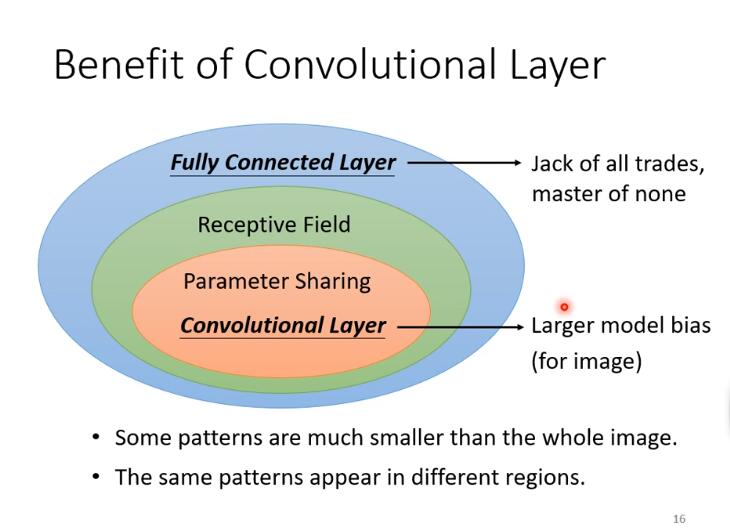 Benefit of Convolutional Layer
Fully Connected Layer
Jack of all trades,
master of none
Receptive Field
Parameter Sharing
Convolutional Layer
Larger model bias
(for image)
• Some patterns are much smaller than the whole image.
• The same patterns appear in different regions.
16